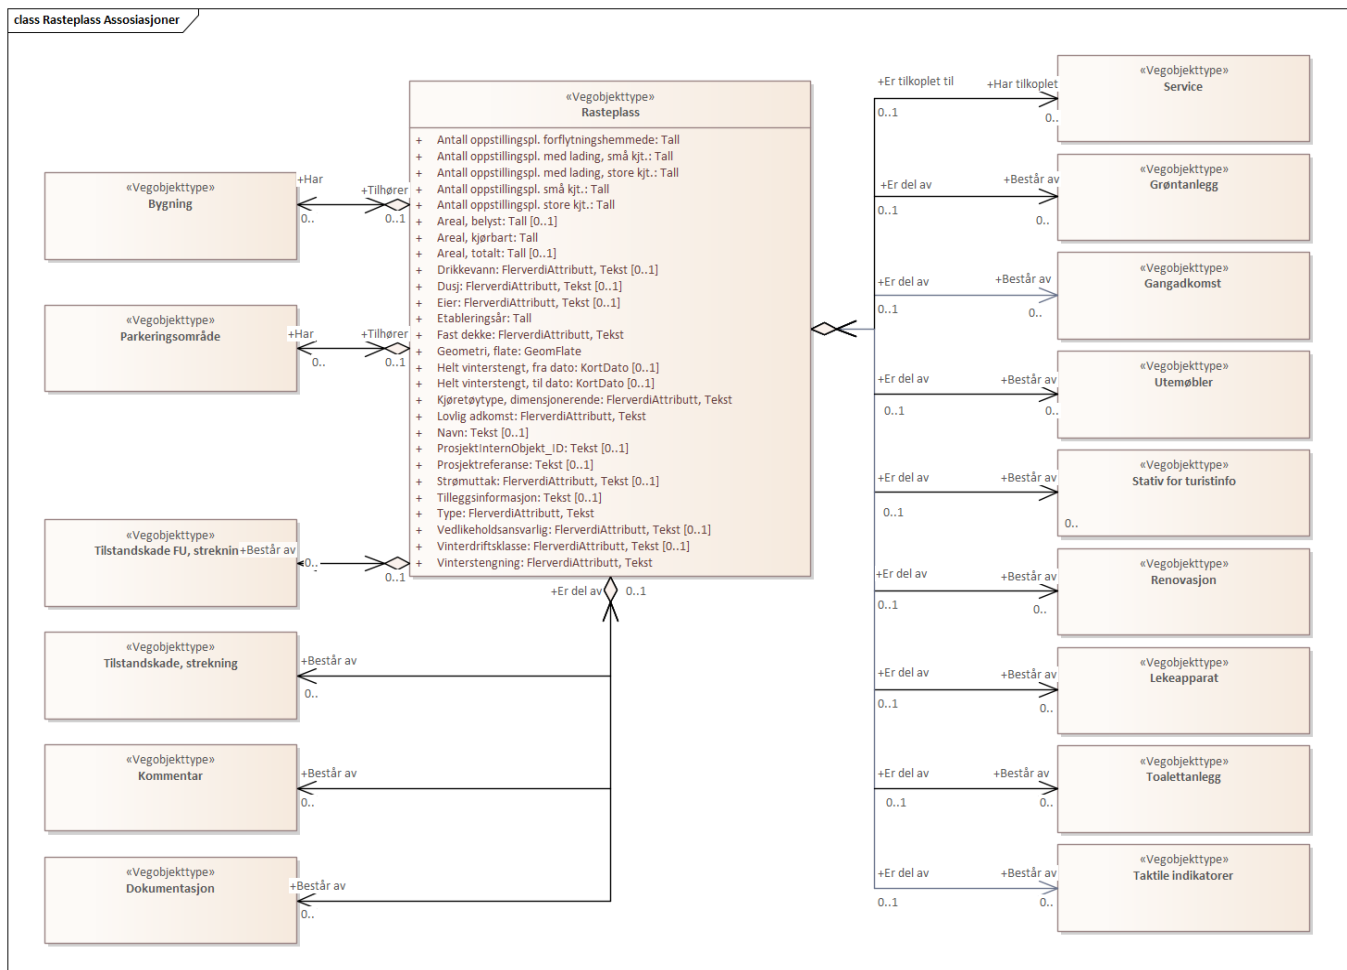 class Rasteplass Assosiasjoner
«Vegobjekttype»
Rasteplass
+ Antall oppstillingspl. forflytningshemmede: Tall
+ Antall oppstillingspl. med lading, små kjt.: Tall
+ Antall oppstillingspl. med lading, store kjt.: Tall
+ Antall oppstillingspl. små kjt.: Tall
+ Antall oppstillingspl. store kjt.: Tall
+ Areal, belyst: Tall [0..1]
+ Areal, kjørbart: Tall
+ Areal, totalt: Tall [0..1]
+ Drikkevann: FlerverdiAttributt, Tekst [0..1]
+ Dusj: FlerverdiAttributt, Tekst [0..1]
+ Eier: FlerverdiAttributt, Tekst [0..1]
+ Etableringsår: Tall
+ Fast dekke: FlerverdiAttributt, Tekst
+ Geometri, flate: GeomFlate
+ Helt vinterstengt, fra dato: KortDato [0..1]
+ Helt vinterstengt, til dato: KortDato [0..1]
+ Kjøretøytype, dimensjonerende: FlerverdiAttributt, Tekst
+ Lovlig adkomst: FlerverdiAttributt, Tekst
+ Navn: Tekst [0..1]
+ ProsjektInternObjekt_ID: Tekst [0..1]
+ Prosjektreferanse: Tekst [0..1]
+ Strømuttak: FlerverdiAttributt, Tekst [0..1]
+ Tilleggsinformasjon: Tekst [0..1]
+ Type: FlerverdiAttributt, Tekst
+ Vedlikeholdsansvarlig: FlerverdiAttributt, Tekst [0..1]
+ Vinterdriftsklasse: FlerverdiAttributt, Tekst [0..1]
+ Vinterstengning: FlerverdiAttributt, Tekst
«Vegobjekttype»
Bygning
+Har
0..
+Tilhører
0..1
«Vegobjekttype»
Parkeringsområde
+Har
0..
+Tilhører
0..1
«Vegobjekttype»
Tilstandskade FU, streknin
+Består av
0..
0..1
+Er del av
0..1
«Vegobjekttype»
Tilstandskade, strekning
+Består av
0..
«Vegobjekttype»
Kommentar
+Består av
0..
«Vegobjekttype»
Dokumentasjon
+Består av
0..
+Er tilkoplet til
0..1
+Har tilkoplet
0..
«Vegobjekttype»
Service
+Er del av
0..1
+Består av
0..
«Vegobjekttype»
Grøntanlegg
+Er del av
0..1
+Består av
0..
«Vegobjekttype»
Gangadkomst
+Er del av
0..1
+Består av
0..
«Vegobjekttype»
Utemøbler
+Er del av
0..1
+Består av
0..
«Vegobjekttype»
Stativ for turistinfo
+Er del av
0..1
+Består av
0..
«Vegobjekttype»
Renovasjon
+Er del av
0..1
+Består av
0..
«Vegobjekttype»
Lekeapparat
+Er del av
0..1
+Består av
0..
«Vegobjekttype»
Toalettanlegg
+Er del av
0..1
+Består av
0..
«Vegobjekttype»
Taktile indikatorer